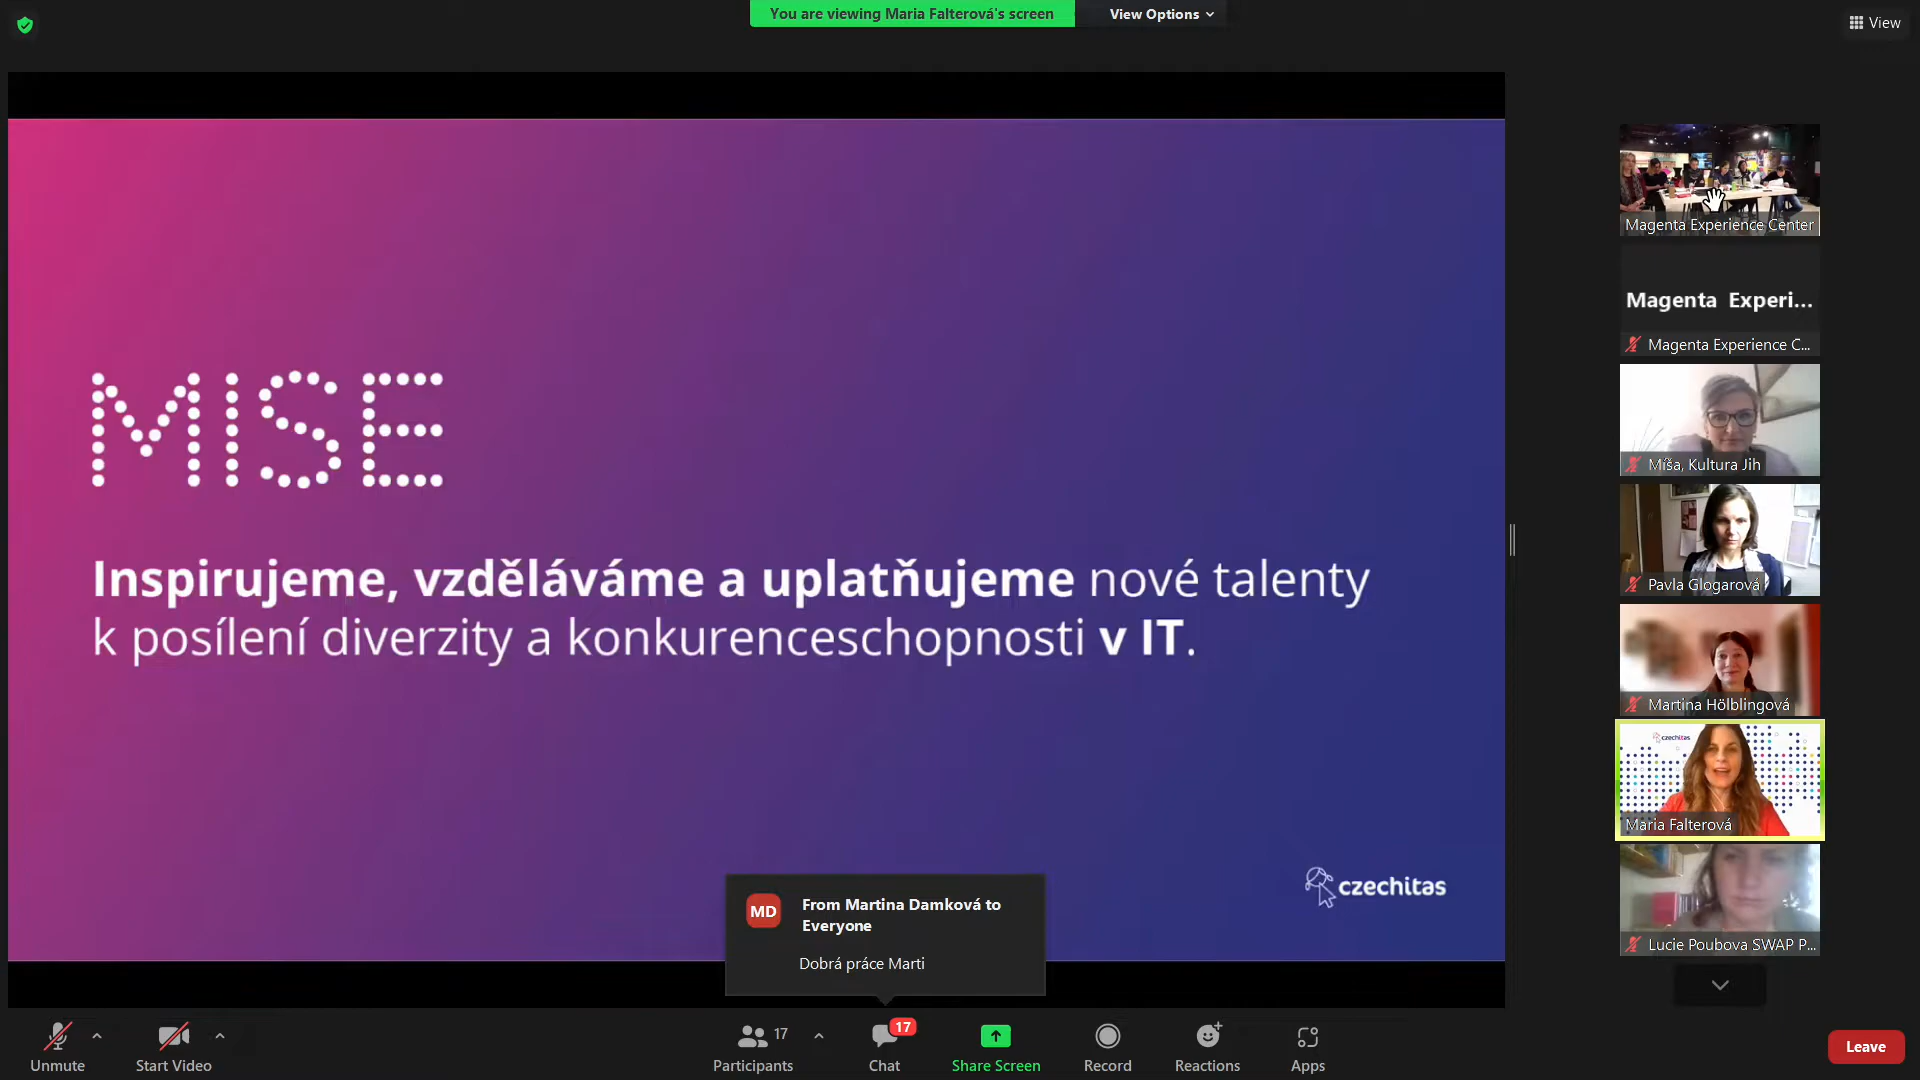 You are viewing Maria Falterová's screen
View Options
View
MISE
Inspirujeme, vzděláváme a uplatňujeme nové talenty
k posílení diverzity a konkurenceschopnosti v IT.
czechitas
MD
From Martina Damková to
Everyone
Dobrá práce Marti
Magenta Experience Center
Magenta Experi...
Magenta Experience C...
Míša, Kultura Jih
Pavla Glogarová
Martina Hölblingová
czechitas
Maria Falterová
Lucie Poubova SWAP P...
Unmute
Start Video
17
Participants
17
Chat
Share Screen
Record
Reactions
Apps
Leave